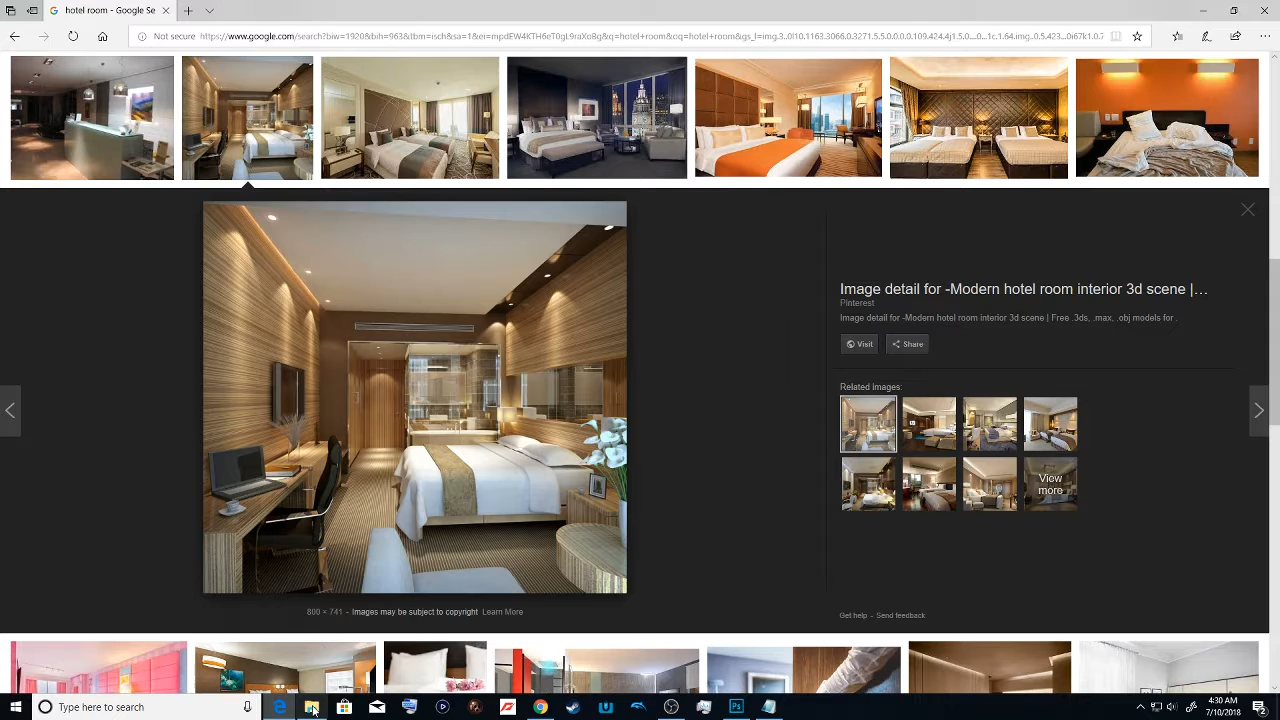 hotel room - Google Se
Not secure https://www.google.com/search?biw=1920&bih=963&tbm=isch&sa=1&ei=mpdEW4KTH6eT0gL9raXoBg&q=hotel+room&oq=hotel+room&gs_l=img.3..0l10.1163.3066.0.3271.5.5.0.0.0.0.109.424.4j1.5.0....0...1c.1.64.img..0.5.423...0i67k1.0.7
Image detail for -Modern hotel room interior 3d scene |…
Pinterest
Image detail for -Modern hotel room interior 3d scene | Free .3ds, .max, .obj models for .
Visit Share
Related images:
View
more
800 × 741 – Images may be subject to copyright Learn More
Get help - Send feedback
Type here to search
4:30 AM
7/10/2018
2